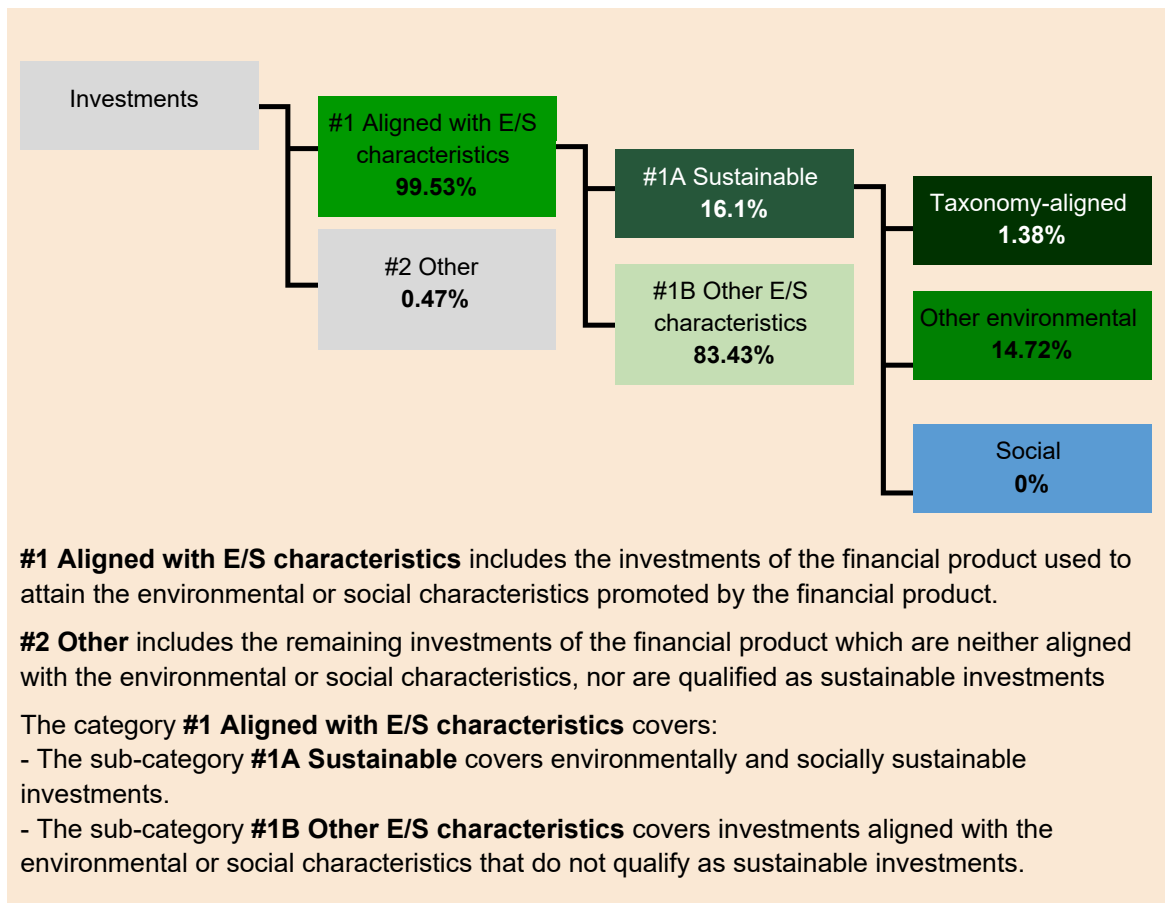 Investments
#1 Aligned with E/S
characteristics
99.53%
#2 Other
0.47%
#1A Sustainable
16.1%
#1B Other E/S
characteristics
83.43%
Taxonomy-aligned
1.38%
Other environmental
14.72%
Social
0%
#1 Aligned with E/S characteristics includes the investments of the financial product used to
attain the environmental or social characteristics promoted by the financial product.
#2 Other includes the remaining investments of the financial product which are neither aligned
with the environmental or social characteristics, nor are qualified as sustainable investments
The category #1 Aligned with E/S characteristics covers:
- The sub-category #1A Sustainable covers environmentally and socially sustainable
investments.
- The sub-category #1B Other E/S characteristics covers investments aligned with the
environmental or social characteristics that do not qualify as sustainable investments.